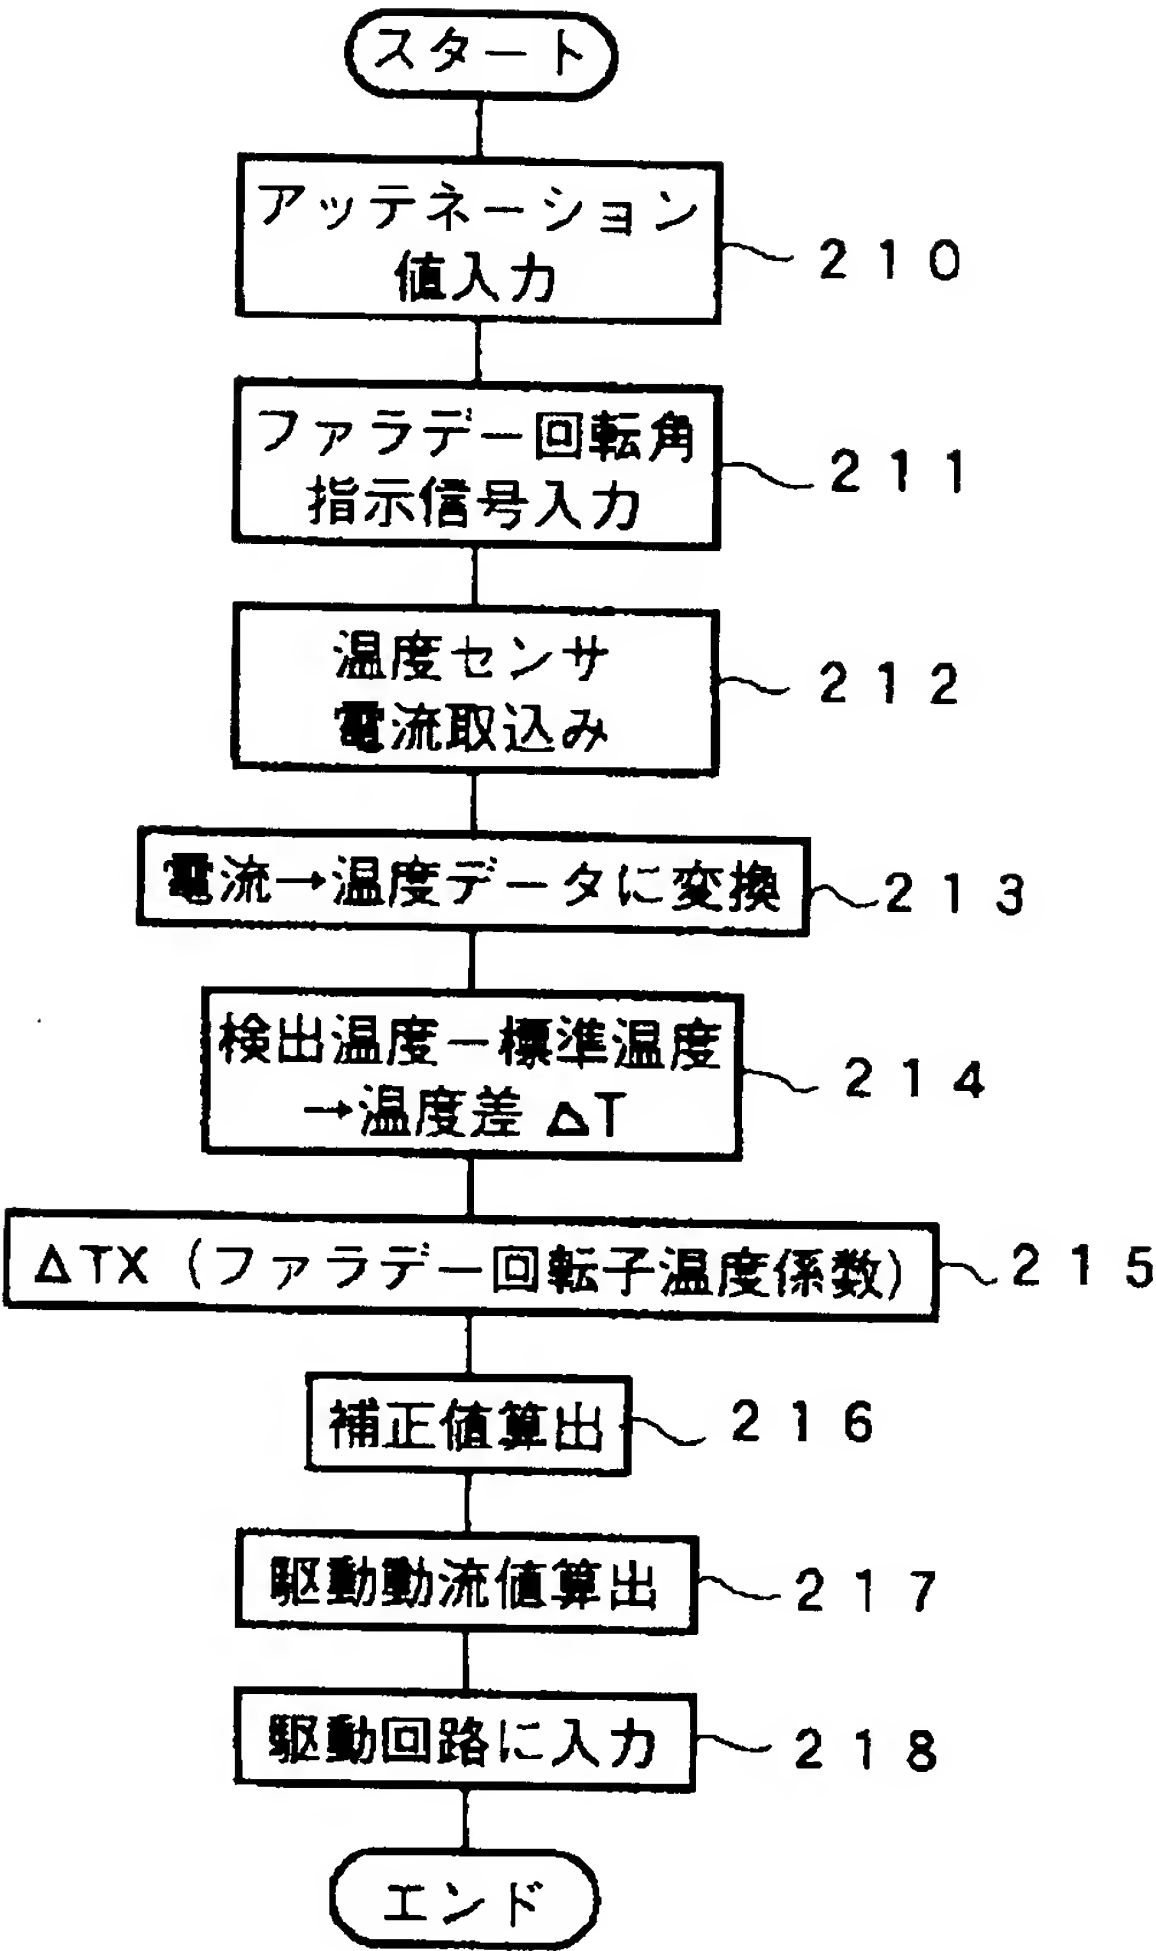 スタート
アッテネーション
値入力
210
ファラデー回転角
指示信号入力
211
温度センサ
電流取込み
212
電流→温度データに変換
213
検出温度－標準温度
→温度差 ΔT
214
ΔTX (ファラデー回転子温度係数)
215
補正値算出
216
駆動動流値算出
217
駆動回路に入力
218
エンド